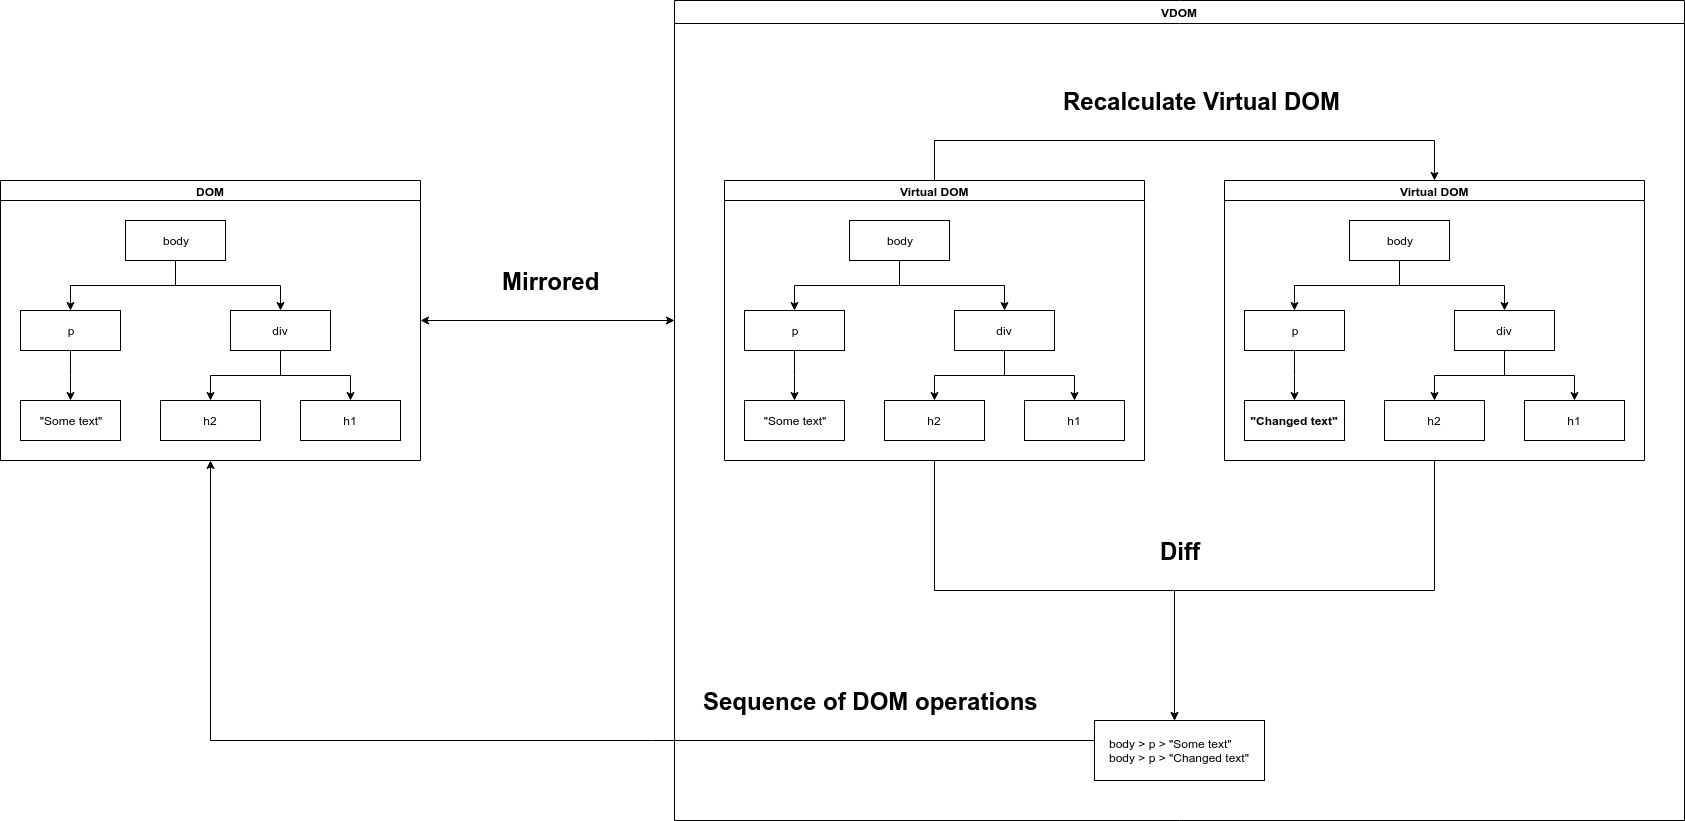 VDOM
Recalculate Virtual DOM
DOM
body
p
div
"Some text"
h2
h1
Mirrored
Virtual DOM
body
p
div
"Some text"
h2
h1
Virtual DOM
body
p
div
"Changed text"
h2
h1
Diff
Sequence of DOM operations
body > p > "Some text"
body > p > "Changed text"